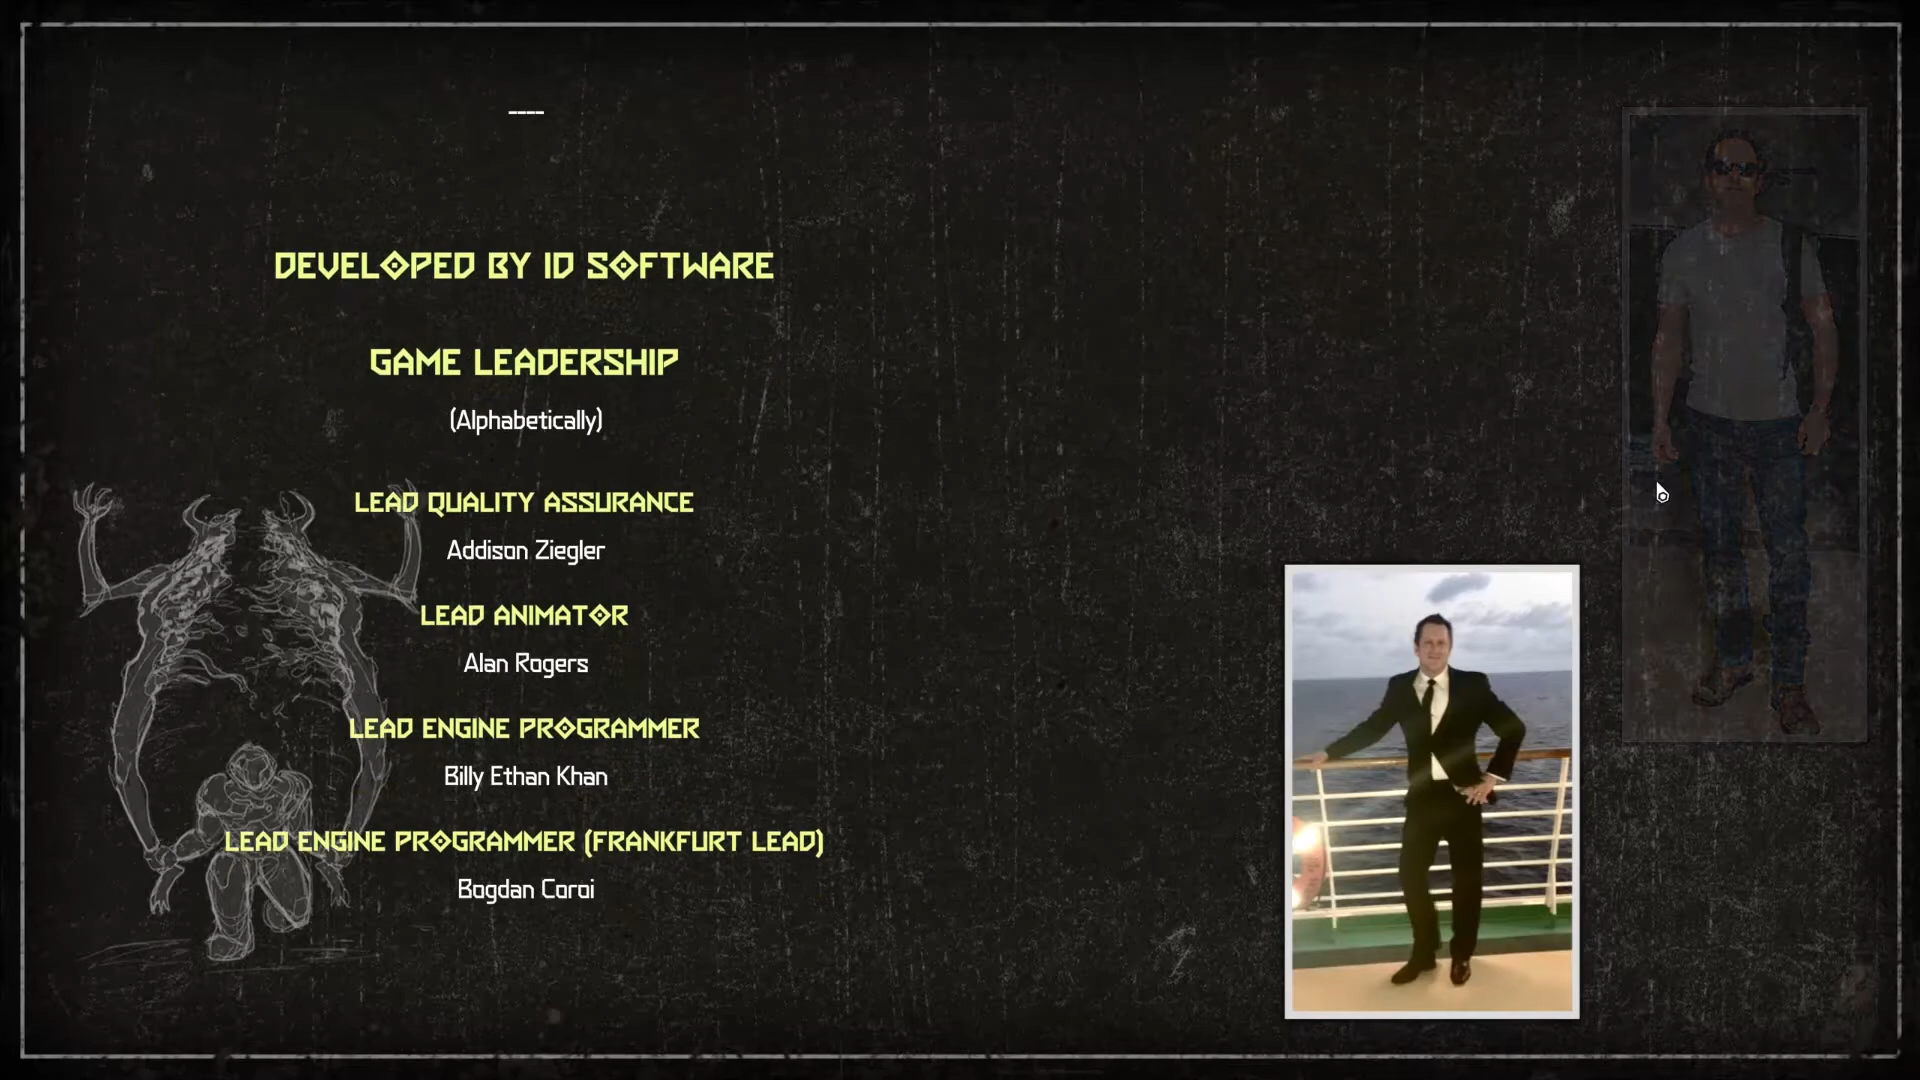 ----
DEVELOPED BY ID SOFTWARE
GAME LEADERSHIP
(Alphabetically)
LEAD QUALITY ASSURANCE
Addison Ziegler
LEAD ANIMATOR
Alan Rogers
LEAD ENGINE PROGRAMMER
Billy Ethan Khan
LEAD ENGINE PROGRAMMER (FRANKFURT LEAD)
Bogdan Coroi